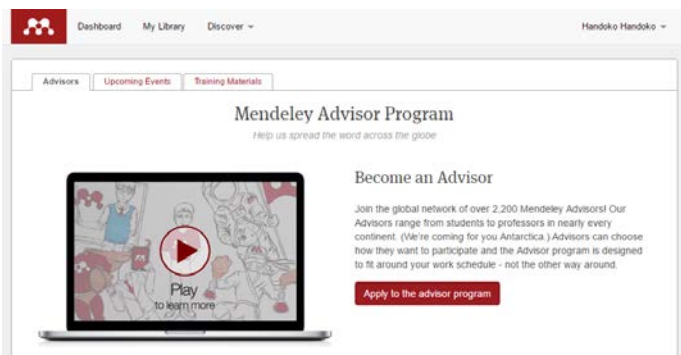 Dashboard My Library Discover Handoko Handoko
Advisors Upcoming Events Training Materials
Mendeley Advisor Program
Help us spread the word across the globe
Become an Advisor
Join the global network of over 2,200 Mendeley Advisors! Our
Advisors range from students to professors in nearly every
continent. (We're coming for you Antarctica.) Advisors can choose
how they want to participate and the Advisor program is designed
to fit around your work schedule - not the other way around.
Apply to the advisor program
Play
to learn more